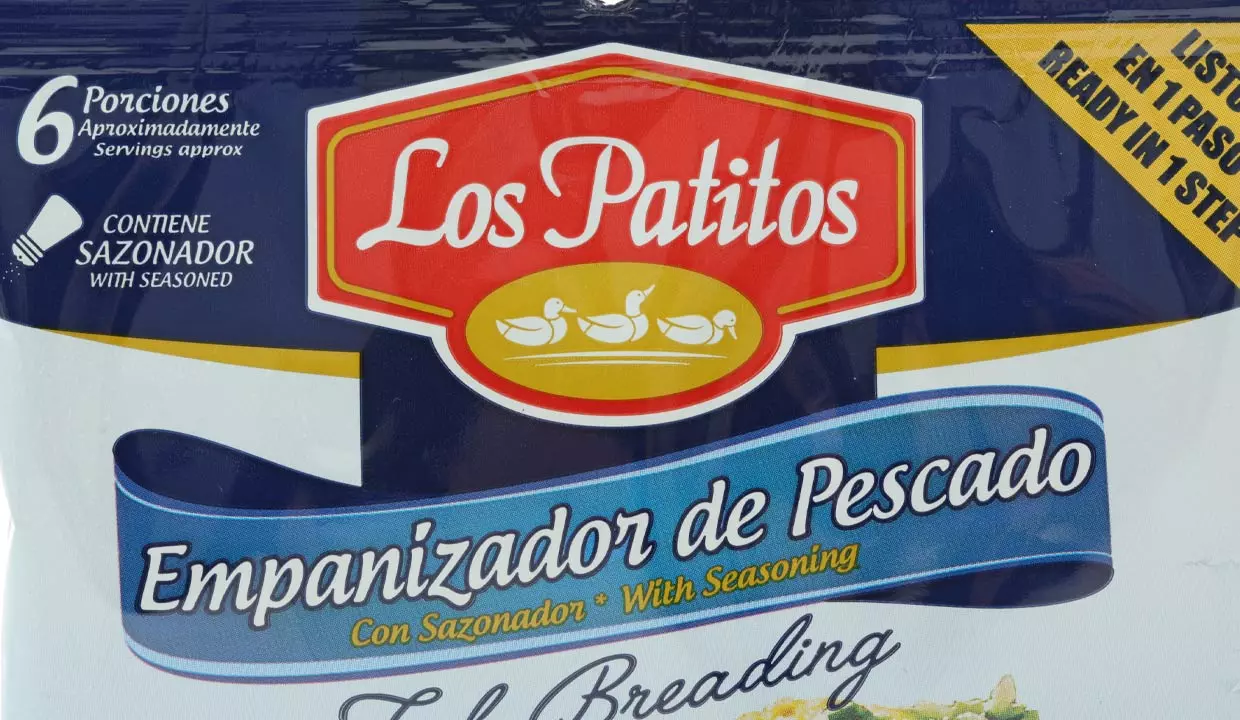 6 Porciones
Aproximadamente
Servings approx
CONTIENE
SAZONADOR
WITH SEASONED
Los Patitos
EN 1 PASO
READY IN 1 STEP
Empanizador de Pescado
Con Sazonador * With Seasoning
Breading